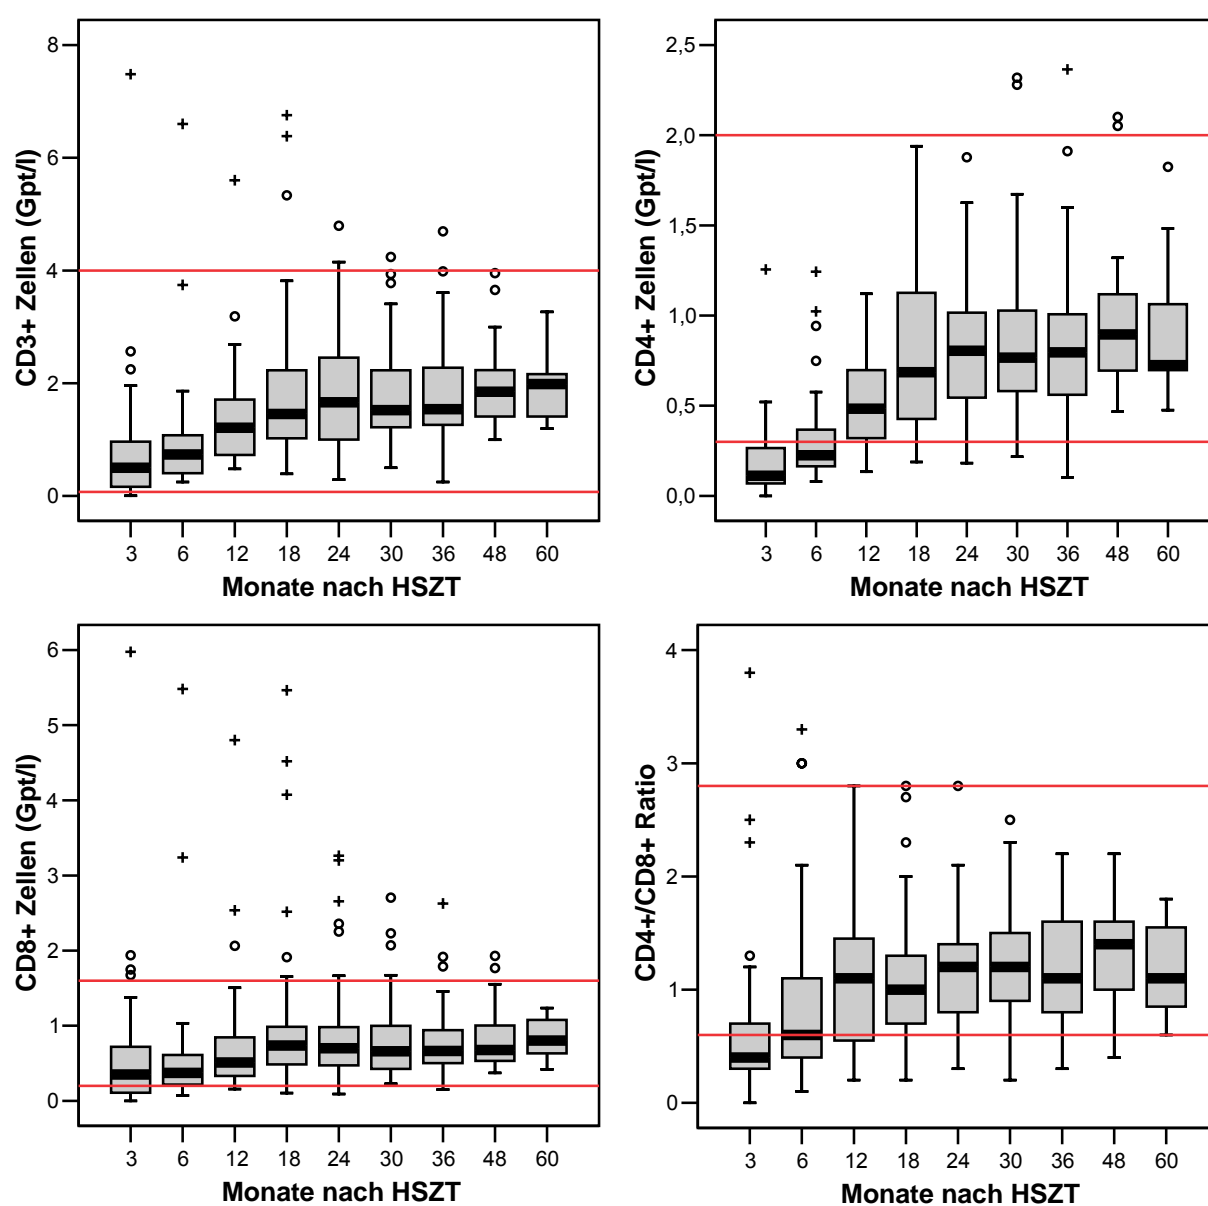 CD3+ Zellen (Gpt/l)
8
6
4
2
0
3 6 12 18 24 30 36 48 60
Monate nach HSZT
CD4+ Zellen (Gpt/l)
2,5
2,0
1,5
1,0
0,5
0,0
3 6 12 18 24 30 36 48 60
Monate nach HSZT
CD8+ Zellen (Gpt/l)
6
5
4
3
2
1
0
3 6 12 18 24 30 36 48 60
Monate nach HSZT
CD4+/CD8+ Ratio
4
3
2
1
0
3 6 12 18 24 30 36 48 60
Monate nach HSZT